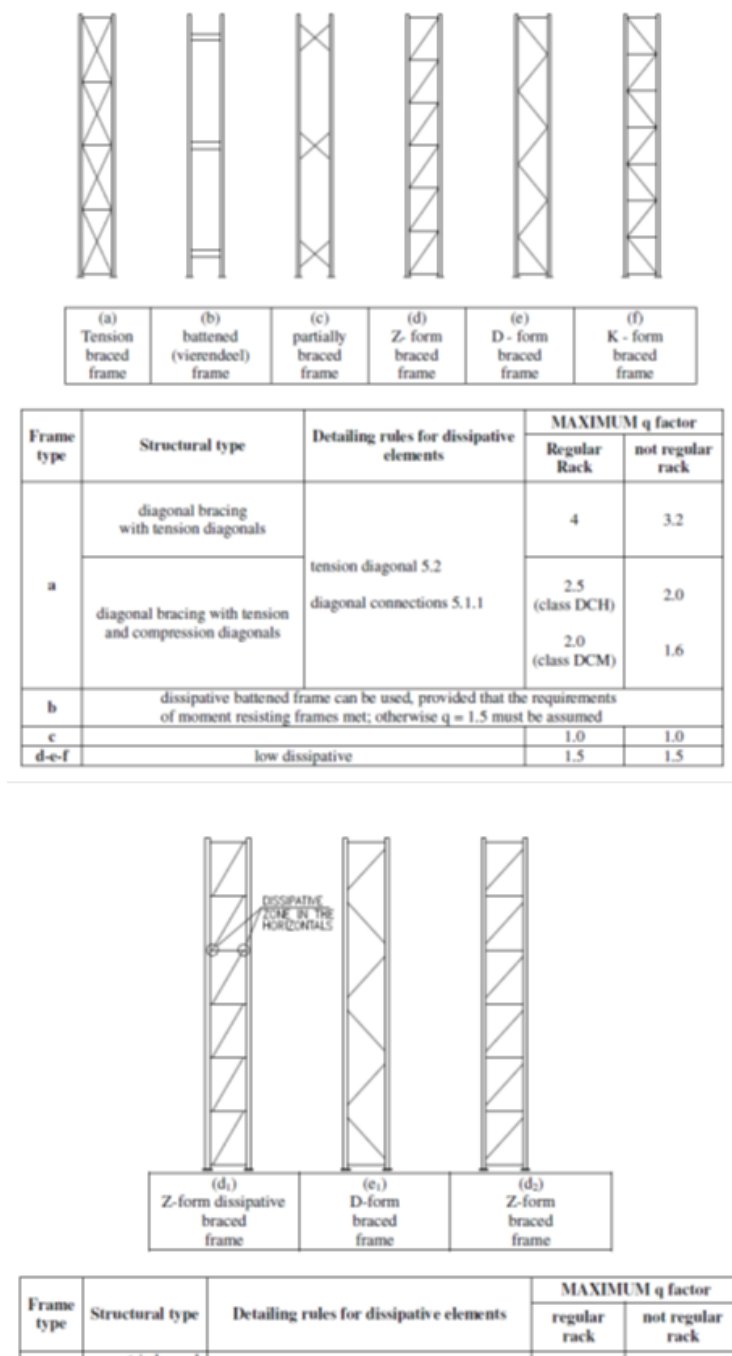 (a)
Tension
braced
frame
(b)
battened
(vierendeel)
frame
(c)
partially
braced
frame
(d)
Z- form
braced
frame
(e)
D - form
braced
frame
(f)
K - form
braced
frame
Frame
type
Structural type
Detailing rules for dissipative
elements
MAXIMUM q factor
Regular
Rack
not regular
rack
a
diagonal bracing
with tension diagonals
tension diagonal 5.2
diagonal connections 5.1.1
4
3.2
diagonal bracing with tension
and compression diagonals
2.5
(class DCH)
2.0
2.0
(class DCM)
1.6
b
dissipative battened frame can be used, provided that the requirements
of moment resisting frames met; otherwise q = 1.5 must be assumed
c
1.0
1.0
d-e-f
low dissipative
1.5
1.5
DISSIPATIVE
ZONE IN THE
HORIZONTALS
(d₁)
Z-form dissipative
braced
frame
(e₁)
D-form
braced
frame
(d₂)
Z-form
braced
frame
Frame
type
Structural type
Detailing rules for dissipative elements
MAXIMUM q factor
regular
rack
not regular
rack